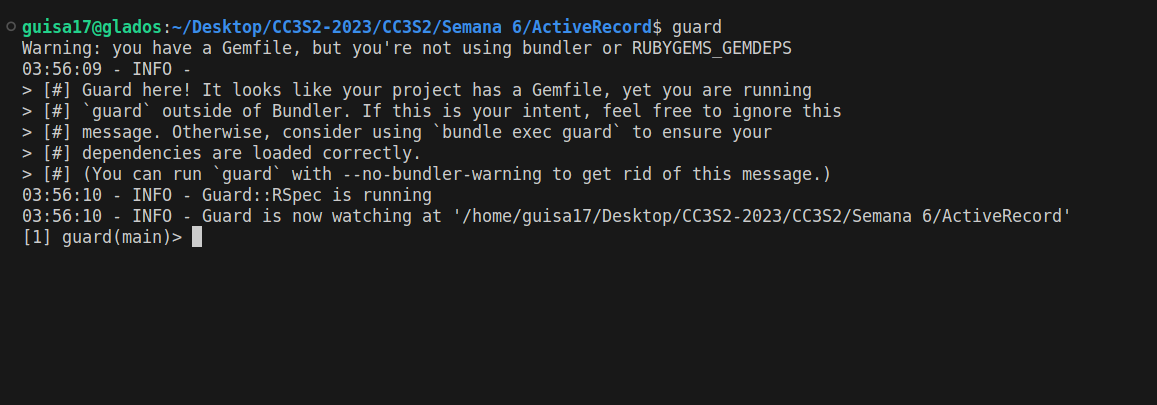 guisa17@glados:~/Desktop/CC3S2-2023/CC3S2/Semana 6/ActiveRecord$ guard
Warning: you have a Gemfile, but you're not using bundler or RUBYGEMS_GEMDEPS
03:56:09 - INFO -
> [#] Guard here! It looks like your project has a Gemfile, yet you are running
> [#] `guard` outside of Bundler. If this is your intent, feel free to ignore this
> [#] message. Otherwise, consider using `bundle exec guard` to ensure your
> [#] dependencies are loaded correctly.
> [#] (You can run `guard` with --no-bundler-warning to get rid of this message.)
03:56:10 - INFO - Guard::RSpec is running
03:56:10 - INFO - Guard is now watching at '/home/guisa17/Desktop/CC3S2-2023/CC3S2/Semana 6/ActiveRecord'
[1] guard(main)>